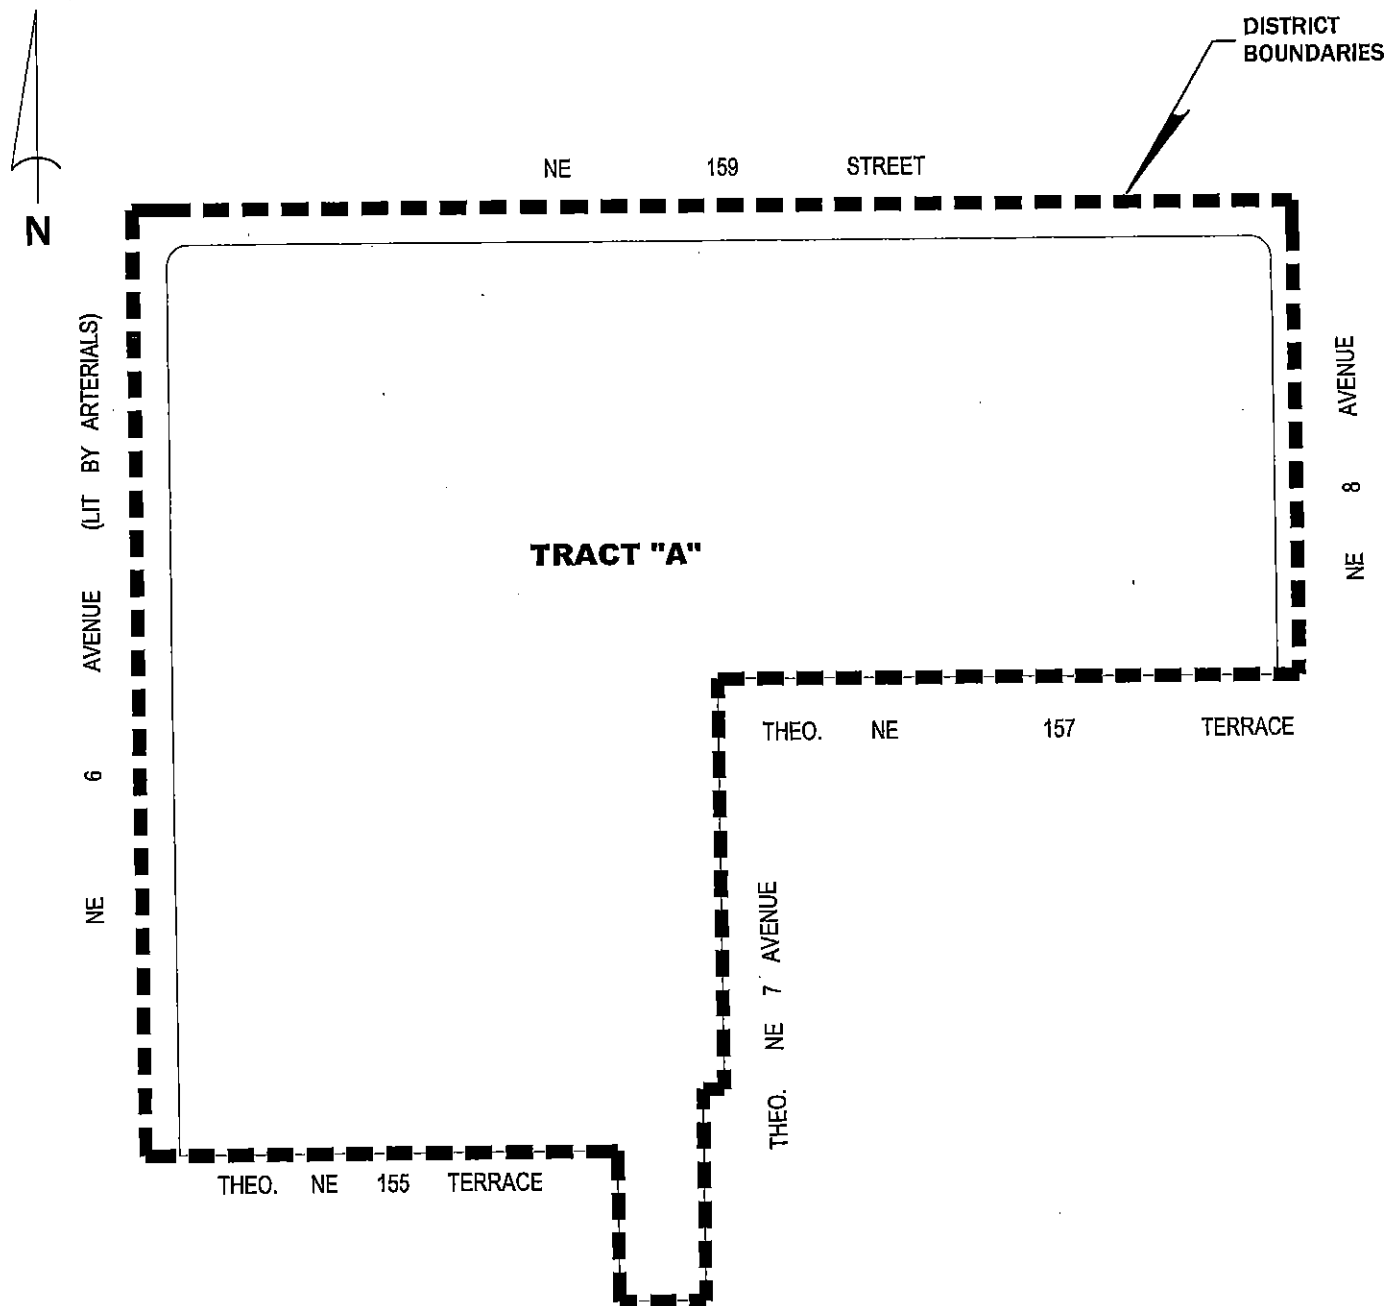 DISTRICT
BOUNDARIES
NE 159 STREET
N
NE 6 AVENUE (LIT BY ARTERIALS)
NE 8 AVENUE
TRACT "A"
THEO. NE 157 TERRACE
THEO. NE 7 AVENUE
THEO. NE 155 TERRACE